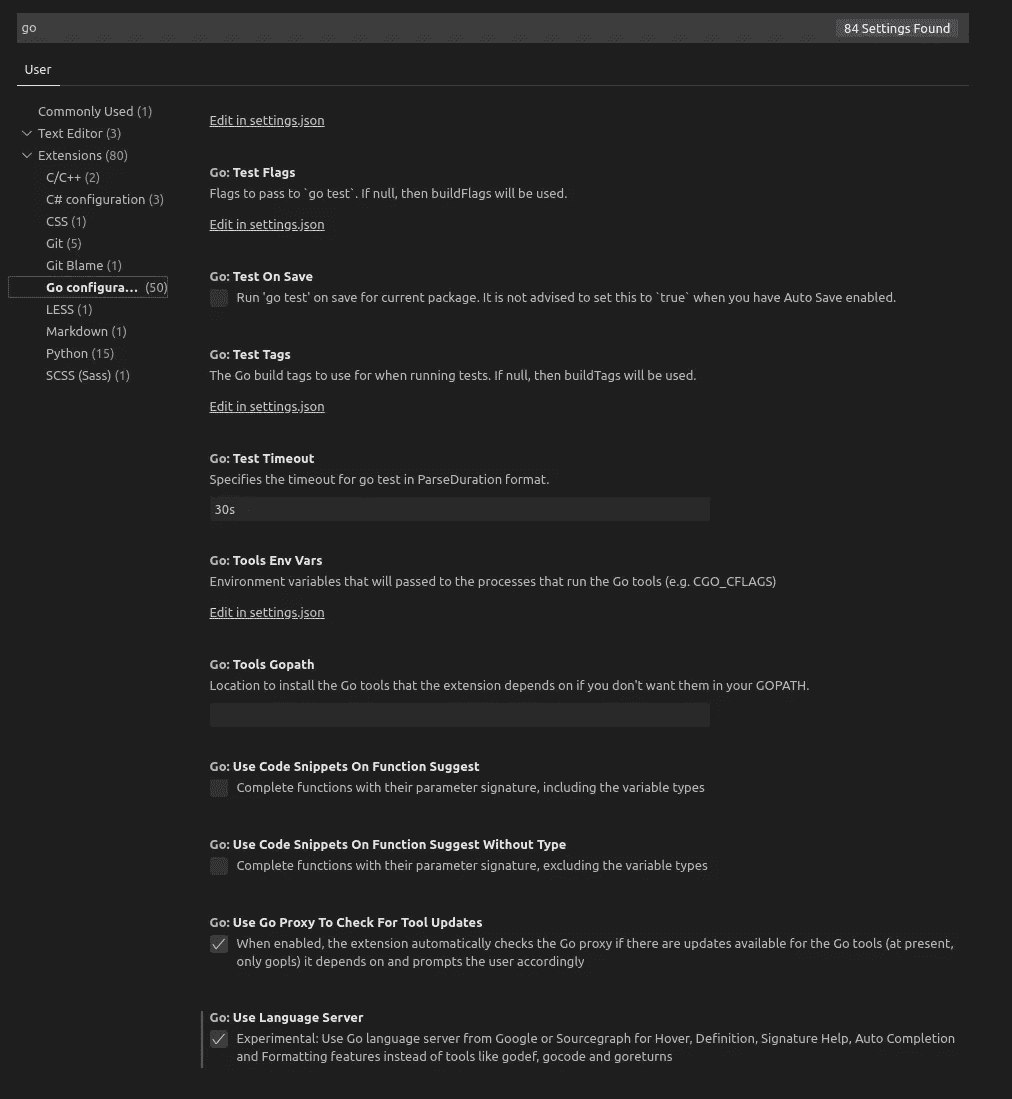 go
84 Settings Found
User
Commonly Used (1)
Text Editor (3)
Extensions (80)
C/C++ (2)
C# configuration (3)
CSS (1)
Git (5)
Git Blame (1)
Go configura... (50)
LESS (1)
Markdown (1)
Python (15)
SCSS (Sass) (1)
Edit in settings.json
Go: Test Flags
Flags to pass to `go test`. If null, then buildFlags will be used.
Edit in settings.json
Go: Test On Save
Run 'go test' on save for current package. It is not advised to set this to `true` when you have Auto Save enabled.
Go: Test Tags
The Go build tags to use for when running tests. If null, then buildTags will be used.
Edit in settings.json
Go: Test Timeout
Specifies the timeout for go test in ParseDuration format.
30s
Go: Tools Env Vars
Environment variables that will passed to the processes that run the Go tools (e.g. CGO_CFLAGS)
Edit in settings.json
Go: Tools Gopath
Location to install the Go tools that the extension depends on if you don't want them in your GOPATH.
Go: Use Code Snippets On Function Suggest
Complete functions with their parameter signature, including the variable types
Go: Use Code Snippets On Function Suggest Without Type
Complete functions with their parameter signature, excluding the variable types
Go: Use Go Proxy To Check For Tool Updates
When enabled, the extension automatically checks the Go proxy if there are updates available for the Go tools (at present,
only gopls) it depends on and prompts the user accordingly
Go: Use Language Server
Experimental: Use Go language server from Google or Sourcegraph for Hover, Definition, Signature Help, Auto Completion
and Formatting features instead of tools like godef, gocode and goreturns